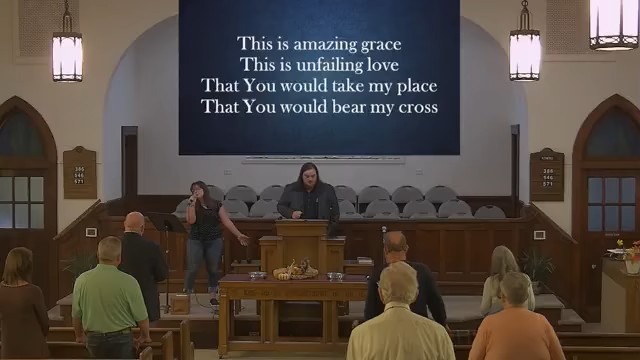 This is amazing grace
This is unfailing love
That You would take my place
That You would bear my cross
386
546
571
386
546
571